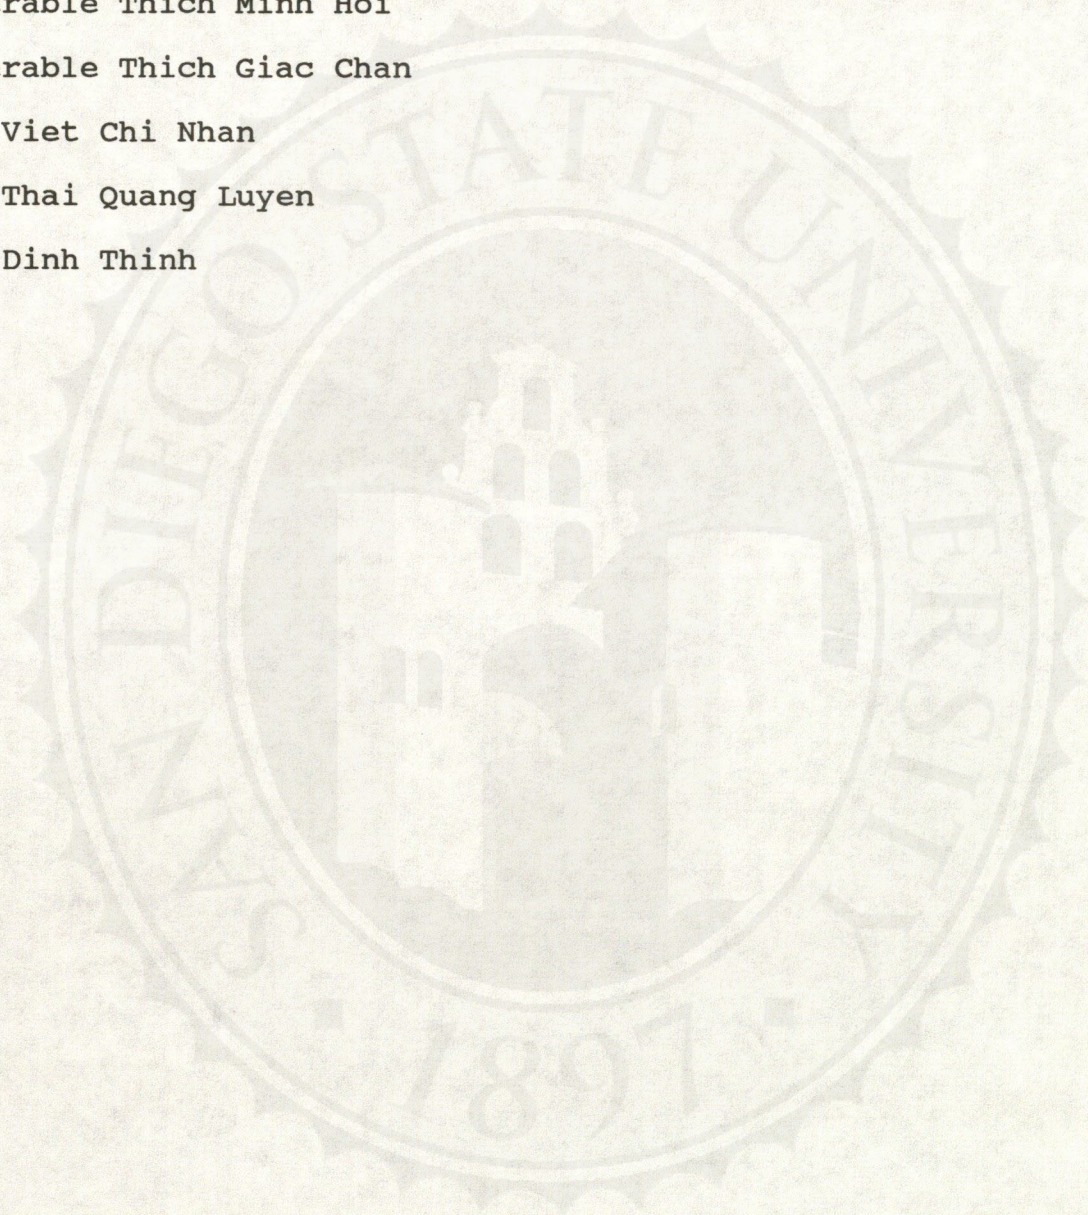 rable Thich Minh Hoi
rable Thich Giac Chan
Viet Chi Nhan
Thai Quang Luyen
Dinh Thinh
SAN DIEGO STATE UNIVERSITY
1897